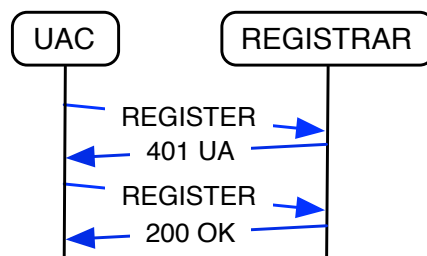 UAC
REGISTRAR
REGISTER
401 UA
REGISTER
200 OK